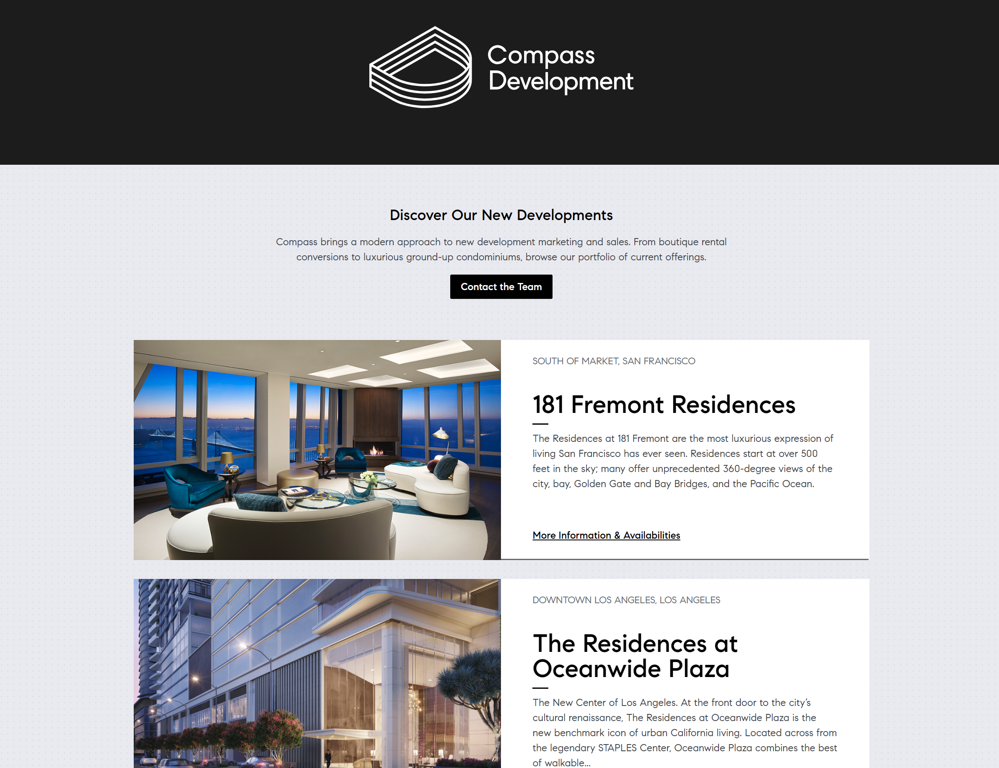 Compass
Development
Discover Our New Developments
Compass brings a modern approach to new development marketing and sales. From boutique rental
conversions to luxurious ground-up condominiums, browse our portfolio of current offerings.
Contact the Team
SOUTH OF MARKET, SAN FRANCISCO
181 Fremont Residences
The Residences at 181 Fremont are the most luxurious expression of
living San Francisco has ever seen. Residences start at over 500
feet in the sky; many offer unprecedented 360-degree views of the
city, bay, Golden Gate and Bay Bridges, and the Pacific Ocean.
More Information & Availabilities
DOWNTOWN LOS ANGELES, LOS ANGELES
The Residences at
Oceanwide Plaza
The New Center of Los Angeles. At the front door to the city’s
cultural renaissance, The Residences at Oceanwide Plaza is the
new benchmark icon of urban California living. Located across from
the legendary STAPLES Center, Oceanwide Plaza combines the best
of walkable...